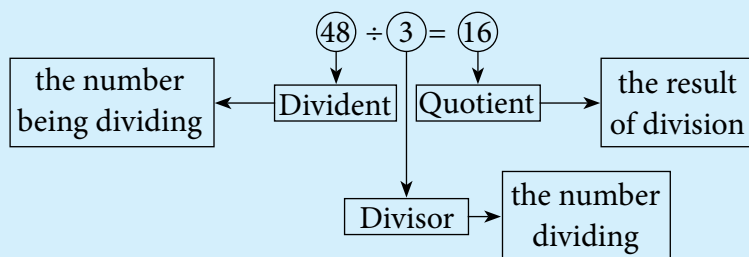 48 ÷ 3 = 16
the number
being dividing
Divident
Quotient
the result
of division
Divisor
the number
dividing